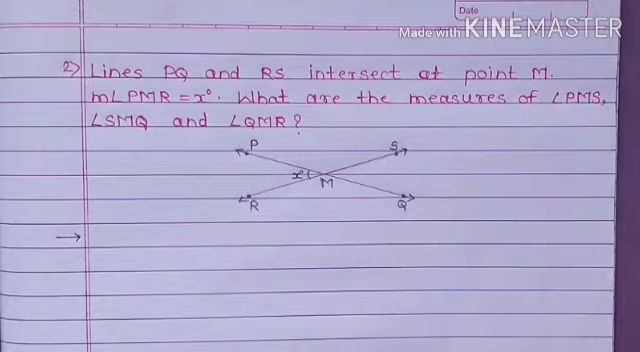 Date
Made with KINEMASTER
2) Lines PQ and RS intersect at point M.
m∠PMR = x°. What are the measures of ∠PMS,
∠SMQ and ∠QMR?
P
S
x°
M
R
Q